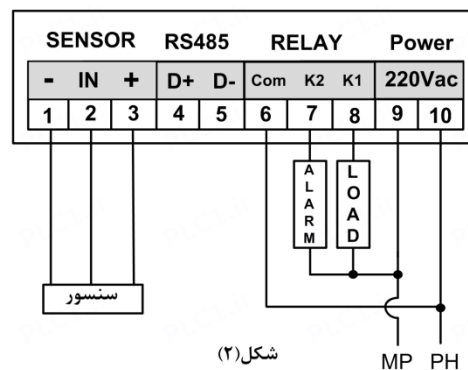 SENSOR RS485 RELAY Power
- IN + D+ D- Com K2 K1 220Vac
1 2 3 4 5 6 7 8 9 10
ALARM LOAD
سنسور
شکل(۲)
MP PH